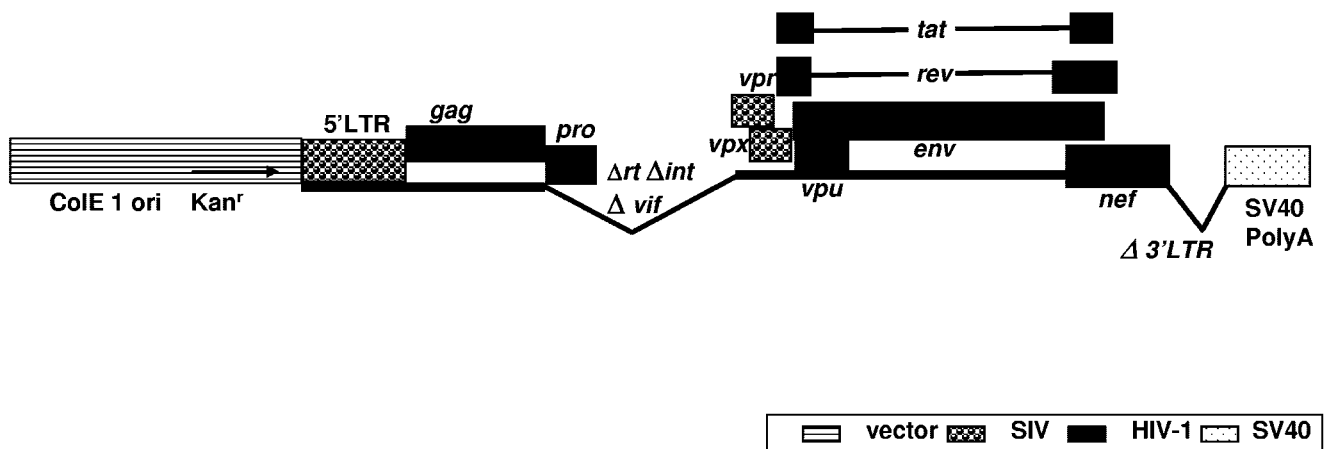 tat
rev
vpr
5'LTR
gag
pro
vpx
env
Δrt Δint
Δ vif
vpu
nef
ColE 1 ori Kanʳ
SV40
PolyA
Δ 3'LTR
vector SIV HIV-1 SV40